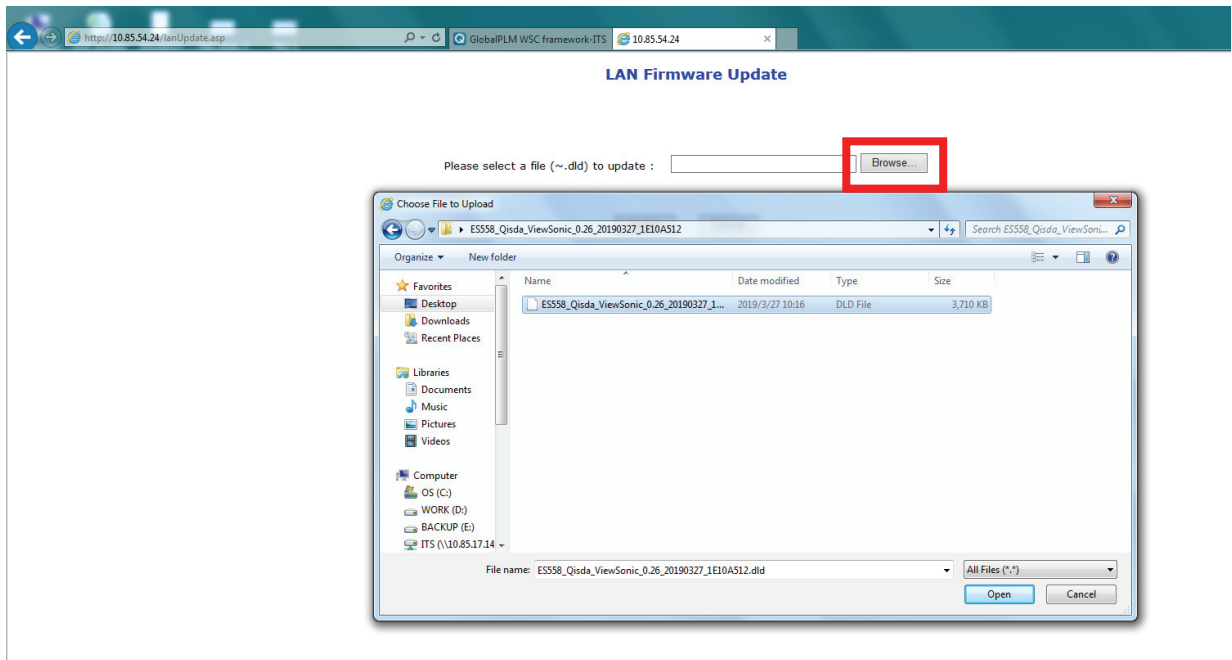 http://10.85.54.24/lanUpdate.asp
GlobalPLM WSC framework-ITS
10.85.54.24
LAN Firmware Update
Please select a file (~.dld) to update :
Browse...
Choose File to Upload
ES558_Qisda_ViewSonic_0.26_20190327_1E10A512
Search ES558_Qisda_ViewSoni...
Organize
New folder
Name Date modified Type Size
ES558_Qisda_ViewSonic_0.26_20190327_1... 2019/3/27 10:16 DLD File 3,710 KB
Favorites
Desktop
Downloads
Recent Places
Libraries
Documents
Music
Pictures
Videos
Computer
OS (C:)
WORK (D:)
BACKUP (E:)
ITS (\\10.85.17.14
File name: ES558_Qisda_ViewSonic_0.26_20190327_1E10A512.dld
All Files (*.*)
Open
Cancel